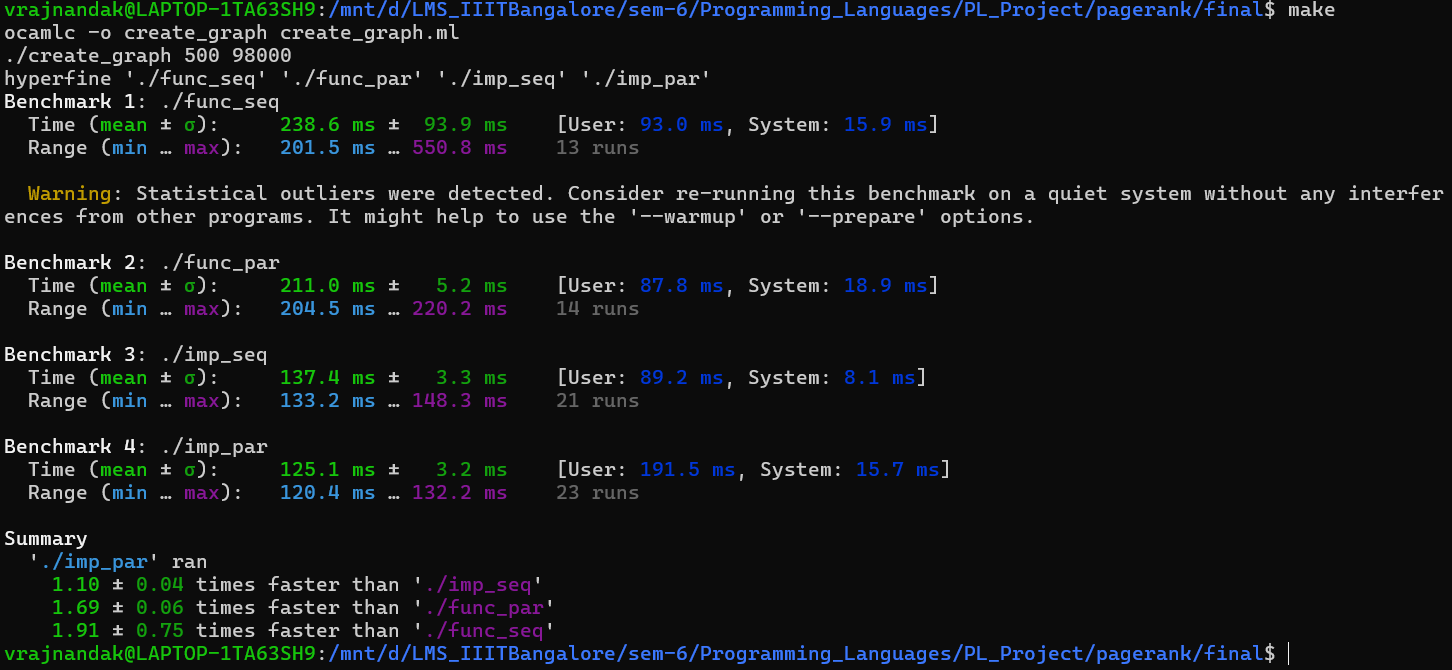 vrajnandak@LAPTOP-1TA63SH9:/mnt/d/LMS_IIITBangalore/sem-6/Programming_Languages/PL_Project/pagerank/final$ make
ocamlc -o create_graph create_graph.ml
./create_graph 500 98000
hyperfine './func_seq' './func_par' './imp_seq' './imp_par'
Benchmark 1: ./func_seq
  Time (mean ± σ):     238.6 ms ±  93.9 ms    [User: 93.0 ms, System: 15.9 ms]
  Range (min … max):   201.5 ms … 550.8 ms    13 runs

  Warning: Statistical outliers were detected. Consider re-running this benchmark on a quiet system without any interfer
ences from other programs. It might help to use the '--warmup' or '--prepare' options.

Benchmark 2: ./func_par
  Time (mean ± σ):     211.0 ms ±   5.2 ms    [User: 87.8 ms, System: 18.9 ms]
  Range (min … max):   204.5 ms … 220.2 ms    14 runs

Benchmark 3: ./imp_seq
  Time (mean ± σ):     137.4 ms ±   3.3 ms    [User: 89.2 ms, System: 8.1 ms]
  Range (min … max):   133.2 ms … 148.3 ms    21 runs

Benchmark 4: ./imp_par
  Time (mean ± σ):     125.1 ms ±   3.2 ms    [User: 191.5 ms, System: 15.7 ms]
  Range (min … max):   120.4 ms … 132.2 ms    23 runs

Summary
  './imp_par' ran
    1.10 ± 0.04 times faster than './imp_seq'
    1.69 ± 0.06 times faster than './func_par'
    1.91 ± 0.75 times faster than './func_seq'
vrajnandak@LAPTOP-1TA63SH9:/mnt/d/LMS_IIITBangalore/sem-6/Programming_Languages/PL_Project/pagerank/final$